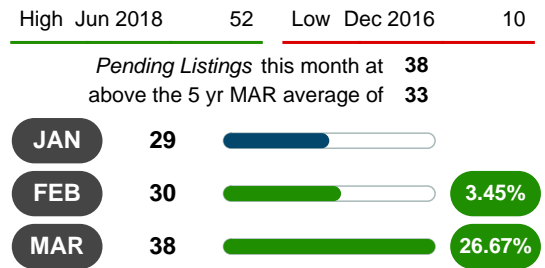 High Jun 2018 52 Low Dec 2016 10
Pending Listings this month at 38
above the 5 yr MAR average of 33
JAN 29
FEB 30 3.45%
MAR 38 26.67%